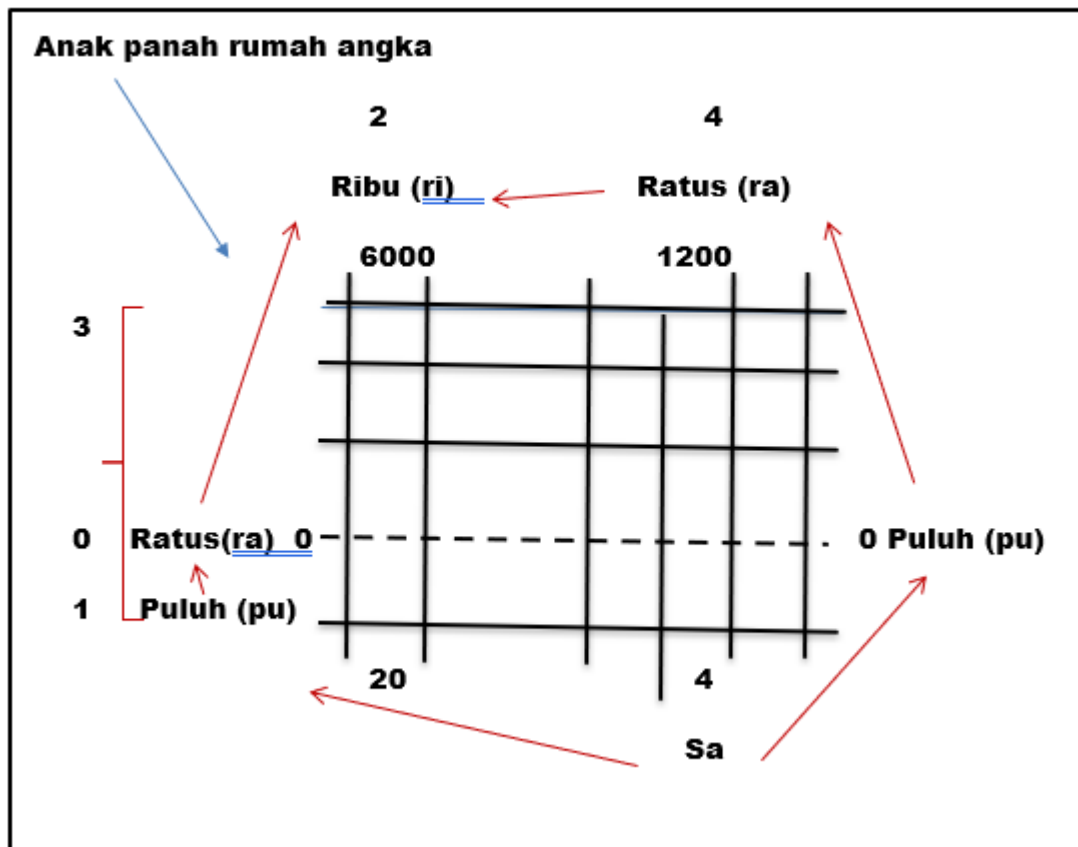 Anak panah rumah angka
2 4
Ribu (ri) Ratus (ra)
6000 1200
3
0 Ratus(ra) 0 0 Puluh (pu)
1 Puluh (pu)
20 4
Sa